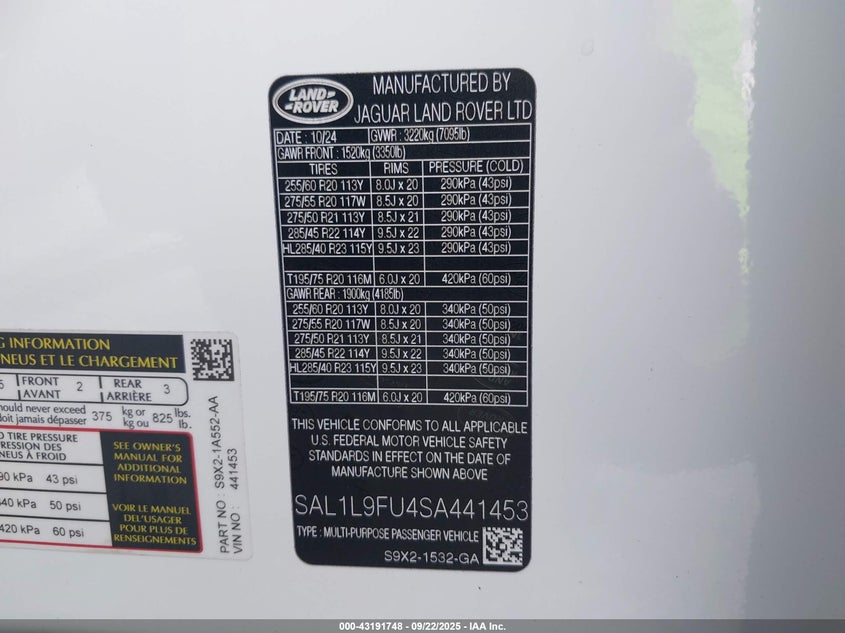 LAND ROVER
MANUFACTURED BY
JAGUAR LAND ROVER LTD
DATE : 10/24 GVWR : 3220kg (7095lb)
GAWR FRONT : 1520kg (3350lb)
TIRES RIMS PRESSURE (COLD)
255/60 R20 113Y 8.0J x 20 290kPa (43psi)
275/55 R20 117W 8.5J x 20 290kPa (43psi)
275/50 R21 113Y 8.5J x 21 290kPa (43psi)
285/45 R22 114Y 9.5J x 22 290kPa (43psi)
HL285/40 R23 115Y 9.5J x 23 290kPa (43psi)
T195/75 R20 116M 6.0J x 20 420kPa (60psi)
GAWR REAR : 1900kg (4185lb)
255/60 R20 113Y 8.0J x 20 340kPa (50psi)
275/55 R20 117W 8.5J x 20 340kPa (50psi)
275/50 R21 113Y 8.5J x 21 340kPa (50psi)
285/45 R22 114Y 9.5J x 22 340kPa (50psi)
HL285/40 R23 115Y 9.5J x 23 340kPa (50psi)
T195/75 R20 116M 6.0J x 20 420kPa (60psi)
THIS VEHICLE CONFORMS TO ALL APPLICABLE
U.S. FEDERAL MOTOR VEHICLE SAFETY
STANDARDS IN EFFECT ON THE DATE OF
MANUFACTURE SHOWN ABOVE
SAL1L9FU4SA441453
TYPE : MULTI-PURPOSE PASSENGER VEHICLE
S9X2-1532-GA
G INFORMATION
NEUS ET LE CHARGEMENT
5 FRONT 2 REAR 3
AVANT ARRIÈRE
hould never exceed 375 kg or 825 lbs.
doit jamais dépasser kg ou lb.
D TIRE PRESSURE
RESSION DES
NEUS À FROID
90 kPa 43 psi
340 kPa 50 psi
420 kPa 60 psi
SEE OWNER'S
MANUAL FOR
ADDITIONAL
INFORMATION
VOIR LE MANUEL
DE L'USAGER
POUR PLUS DE
RENSEIGNEMENTS
PART NO : S9X2-1A552-AA
VIN NO : 441453
000-43191748 - 09/22/2025 - IAA Inc.